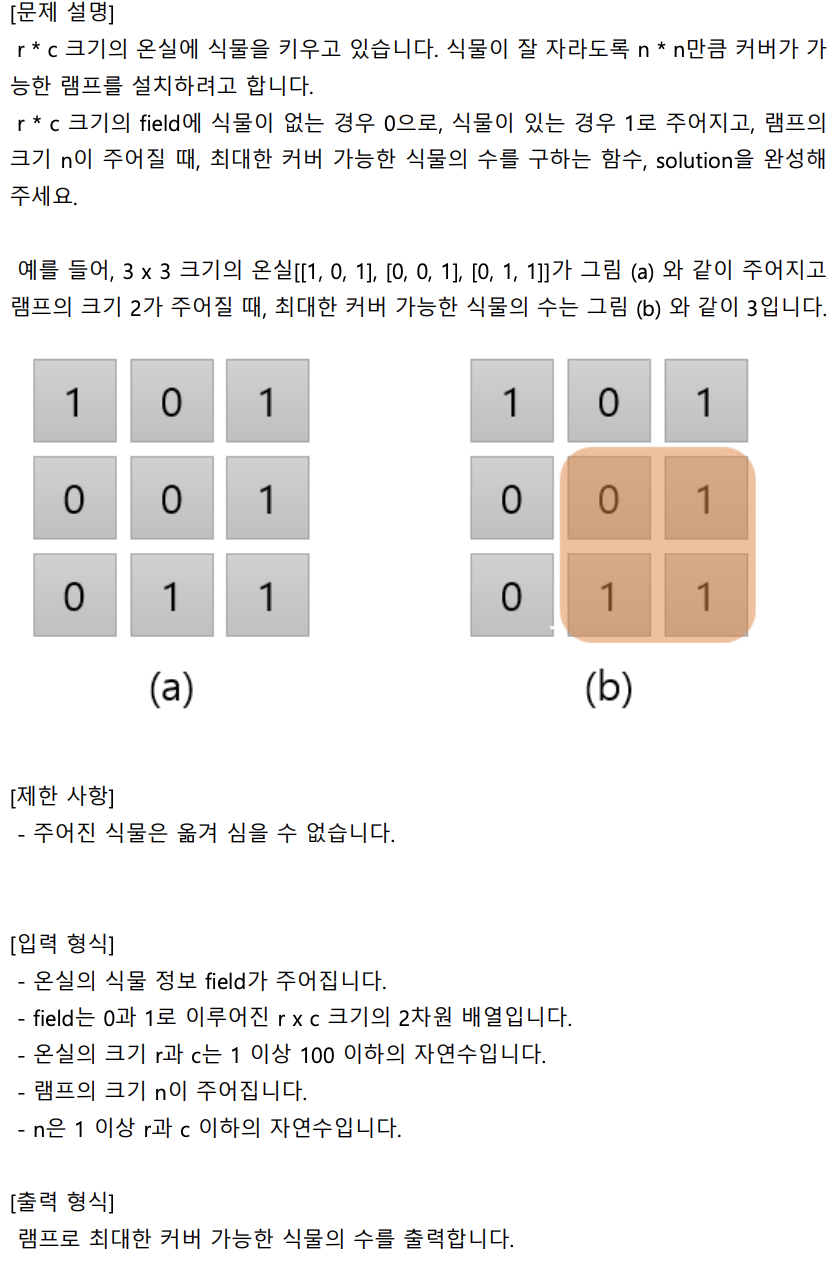 [문제 설명]
r * c 크기의 온실에 식물을 키우고 있습니다. 식물이 잘 자라도록 n * n만큼 커버가 가
능한 램프를 설치하려고 합니다.
r * c 크기의 field에 식물이 없는 경우 0으로, 식물이 있는 경우 1로 주어지고, 램프의
크기 n이 주어질 때, 최대한 커버 가능한 식물의 수를 구하는 함수, solution을 완성해
주세요.
예를 들어, 3 x 3 크기의 온실[[1, 0, 1], [0, 0, 1], [0, 1, 1]]가 그림 (a) 와 같이 주어지고
램프의 크기 2가 주어질 때, 최대한 커버 가능한 식물의 수는 그림 (b) 와 같이 3입니다.
1 0 1
0 0 1
0 1 1
(a)
1 0 1
0 0 1
0 1 1
(b)
[제한 사항]
- 주어진 식물은 옮겨 심을 수 없습니다.
[입력 형식]
- 온실의 식물 정보 field가 주어집니다.
- field는 0과 1로 이루어진 r x c 크기의 2차원 배열입니다.
- 온실의 크기 r과 c는 1 이상 100 이하의 자연수입니다.
- 램프의 크기 n이 주어집니다.
- n은 1 이상 r과 c 이하의 자연수입니다.
[출력 형식]
램프로 최대한 커버 가능한 식물의 수를 출력합니다.